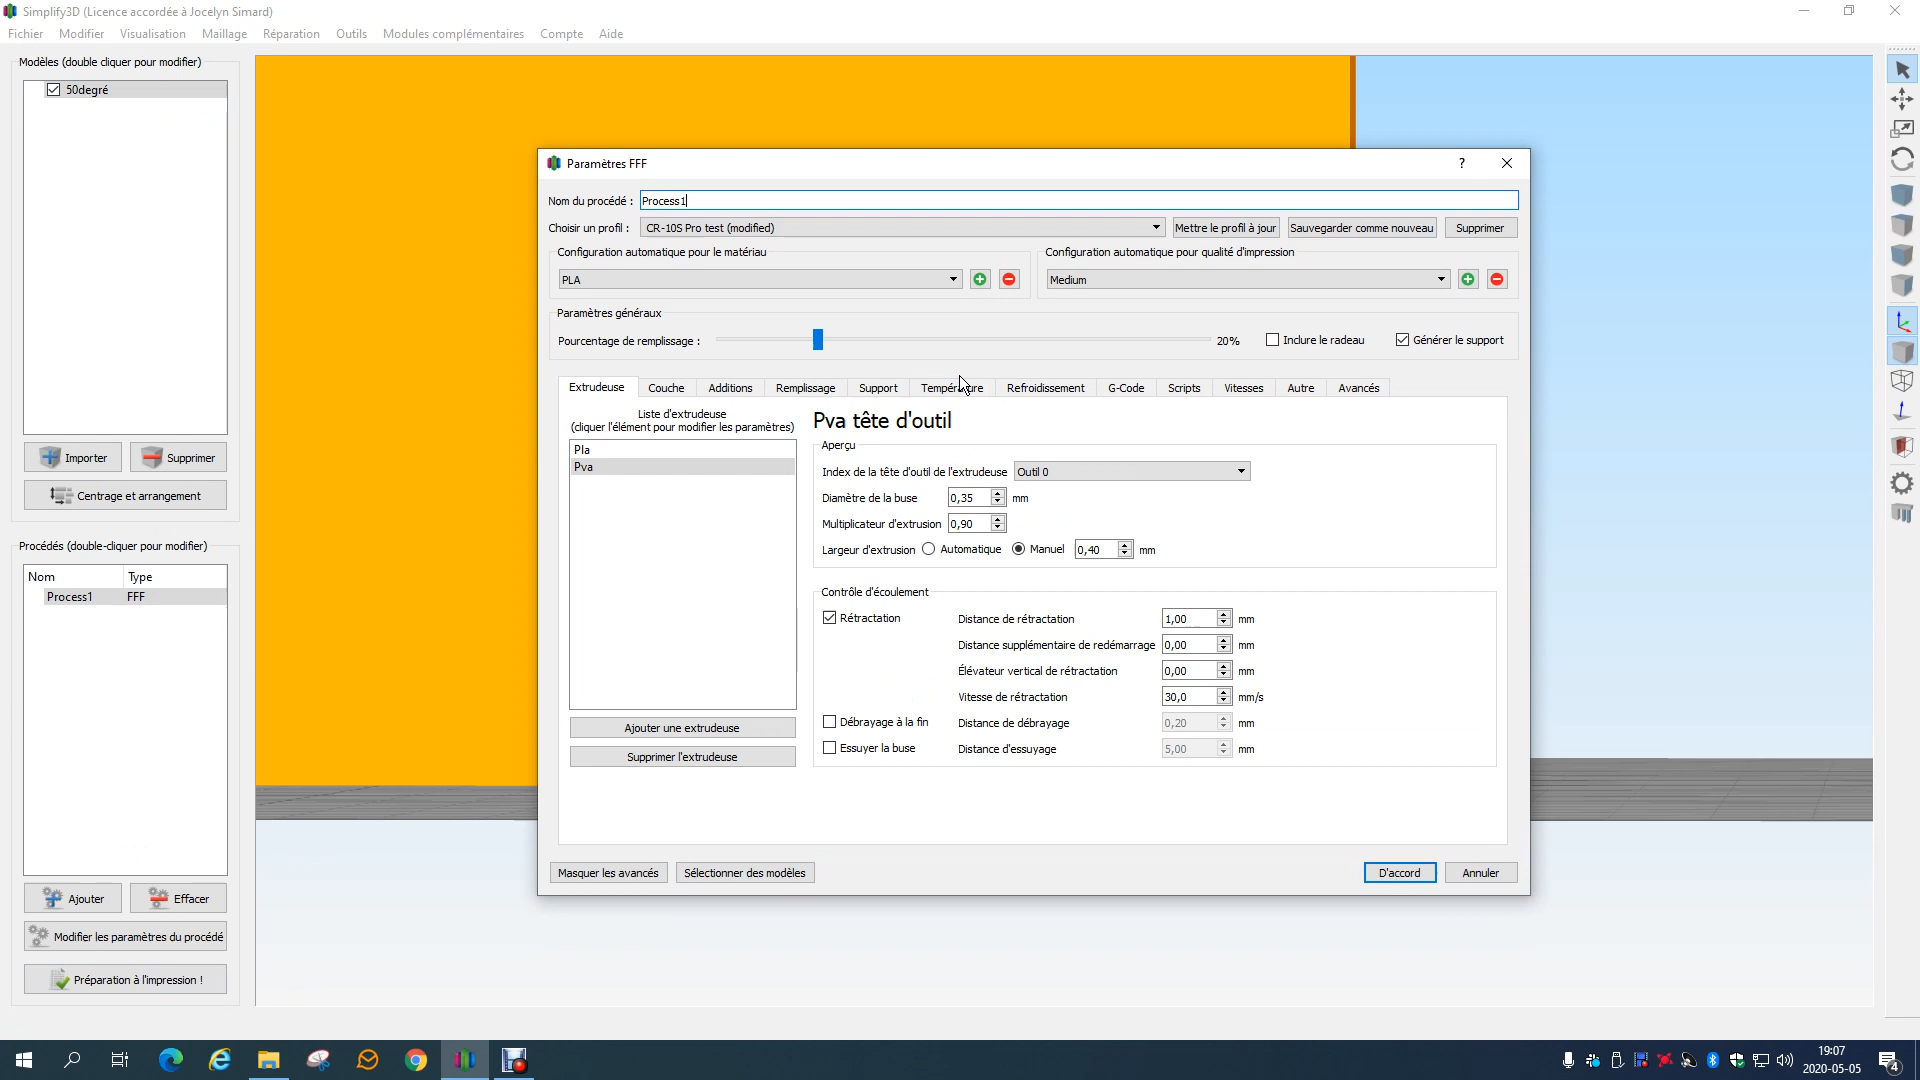 Simplify3D (Licence accordée à Jocelyn Simard)
Fichier Modifier Visualisation Maillage Réparation Outils Modules complémentaires Compte Aide
Modèles (double cliquer pour modifier)
50degré
Importer Supprimer
Centrage et arrangement
Procédés (double-cliquer pour modifier)
Nom Type
Process1 FFF
Ajouter Effacer
Modifier les paramètres du procédé
Préparation à l'impression !
Paramètres FFF ?
Nom du procédé : Process1
Choisir un profil : CR-10S Pro test (modified) Mettre le profil à jour Sauvegarder comme nouveau Supprimer
Configuration automatique pour le matériau Configuration automatique pour qualité d'impression
PLA Medium
Paramètres généraux
Pourcentage de remplissage : 20% Inclure le radeau Générer le support
Extrudeuse Couche Additions Remplissage Support Température Refroidissement G-Code Scripts Vitesses Autre Avancés
Liste d'extrudeuse
(cliquer l'élément pour modifier les paramètres)
Pla
Pva
Ajouter une extrudeuse
Supprimer l'extrudeuse
Pva tête d'outil
Aperçu
Index de la tête d'outil de l'extrudeuse Outil 0
Diamètre de la buse 0,35 mm
Multiplicateur d'extrusion 0,90
Largeur d'extrusion Automatique Manuel 0,40 mm
Contrôle d'écoulement
Rétractation Distance de rétractation 1,00 mm
Distance supplémentaire de redémarrage 0,00 mm
Élévateur vertical de rétractation 0,00 mm
Vitesse de rétractation 30,0 mm/s
Débrayage à la fin Distance de débrayage 0,20 mm
Essuyer la buse Distance d'essuyage 5,00 mm
Masquer les avancés Sélectionner des modèles D'accord Annuler
19:07
2020-05-05
4